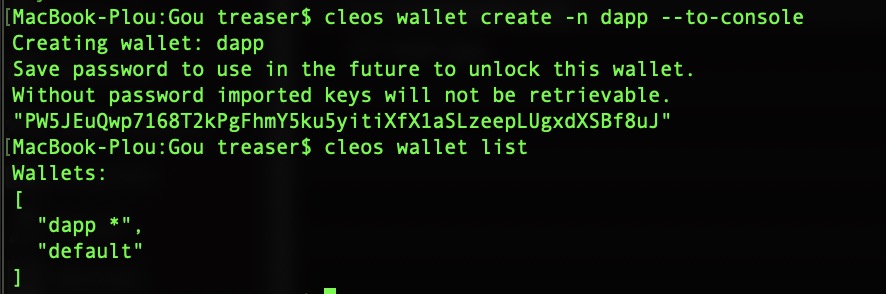 [MacBook-Plou:Gou treaser$ cleos wallet create -n dapp --to-console
Creating wallet: dapp
Save password to use in the future to unlock this wallet.
Without password imported keys will not be retrievable.
"PW5JEuQwp7168T2kPgFhmY5ku5yitiXfX1aSLzeepLUgxdXSBf8uJ"
[MacBook-Plou:Gou treaser$ cleos wallet list
Wallets:
[
  "dapp *",
  "default"
]